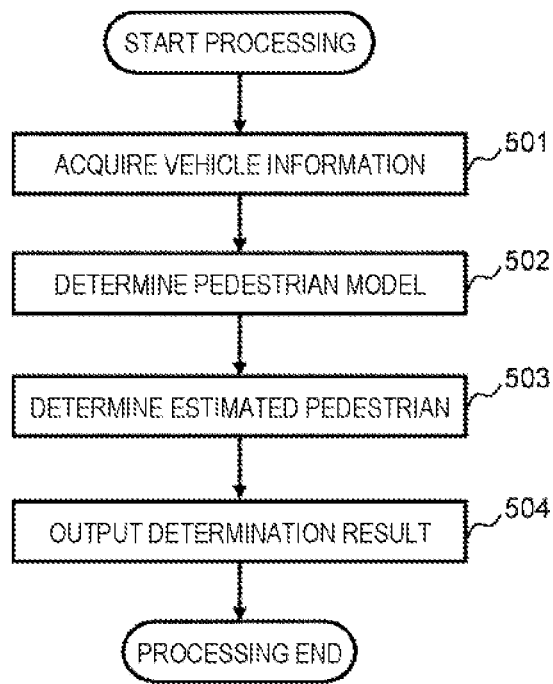 START PROCESSING
501
ACQUIRE VEHICLE INFORMATION
502
DETERMINE PEDESTRIAN MODEL
503
DETERMINE ESTIMATED PEDESTRIAN
504
OUTPUT DETERMINATION RESULT
PROCESSING END